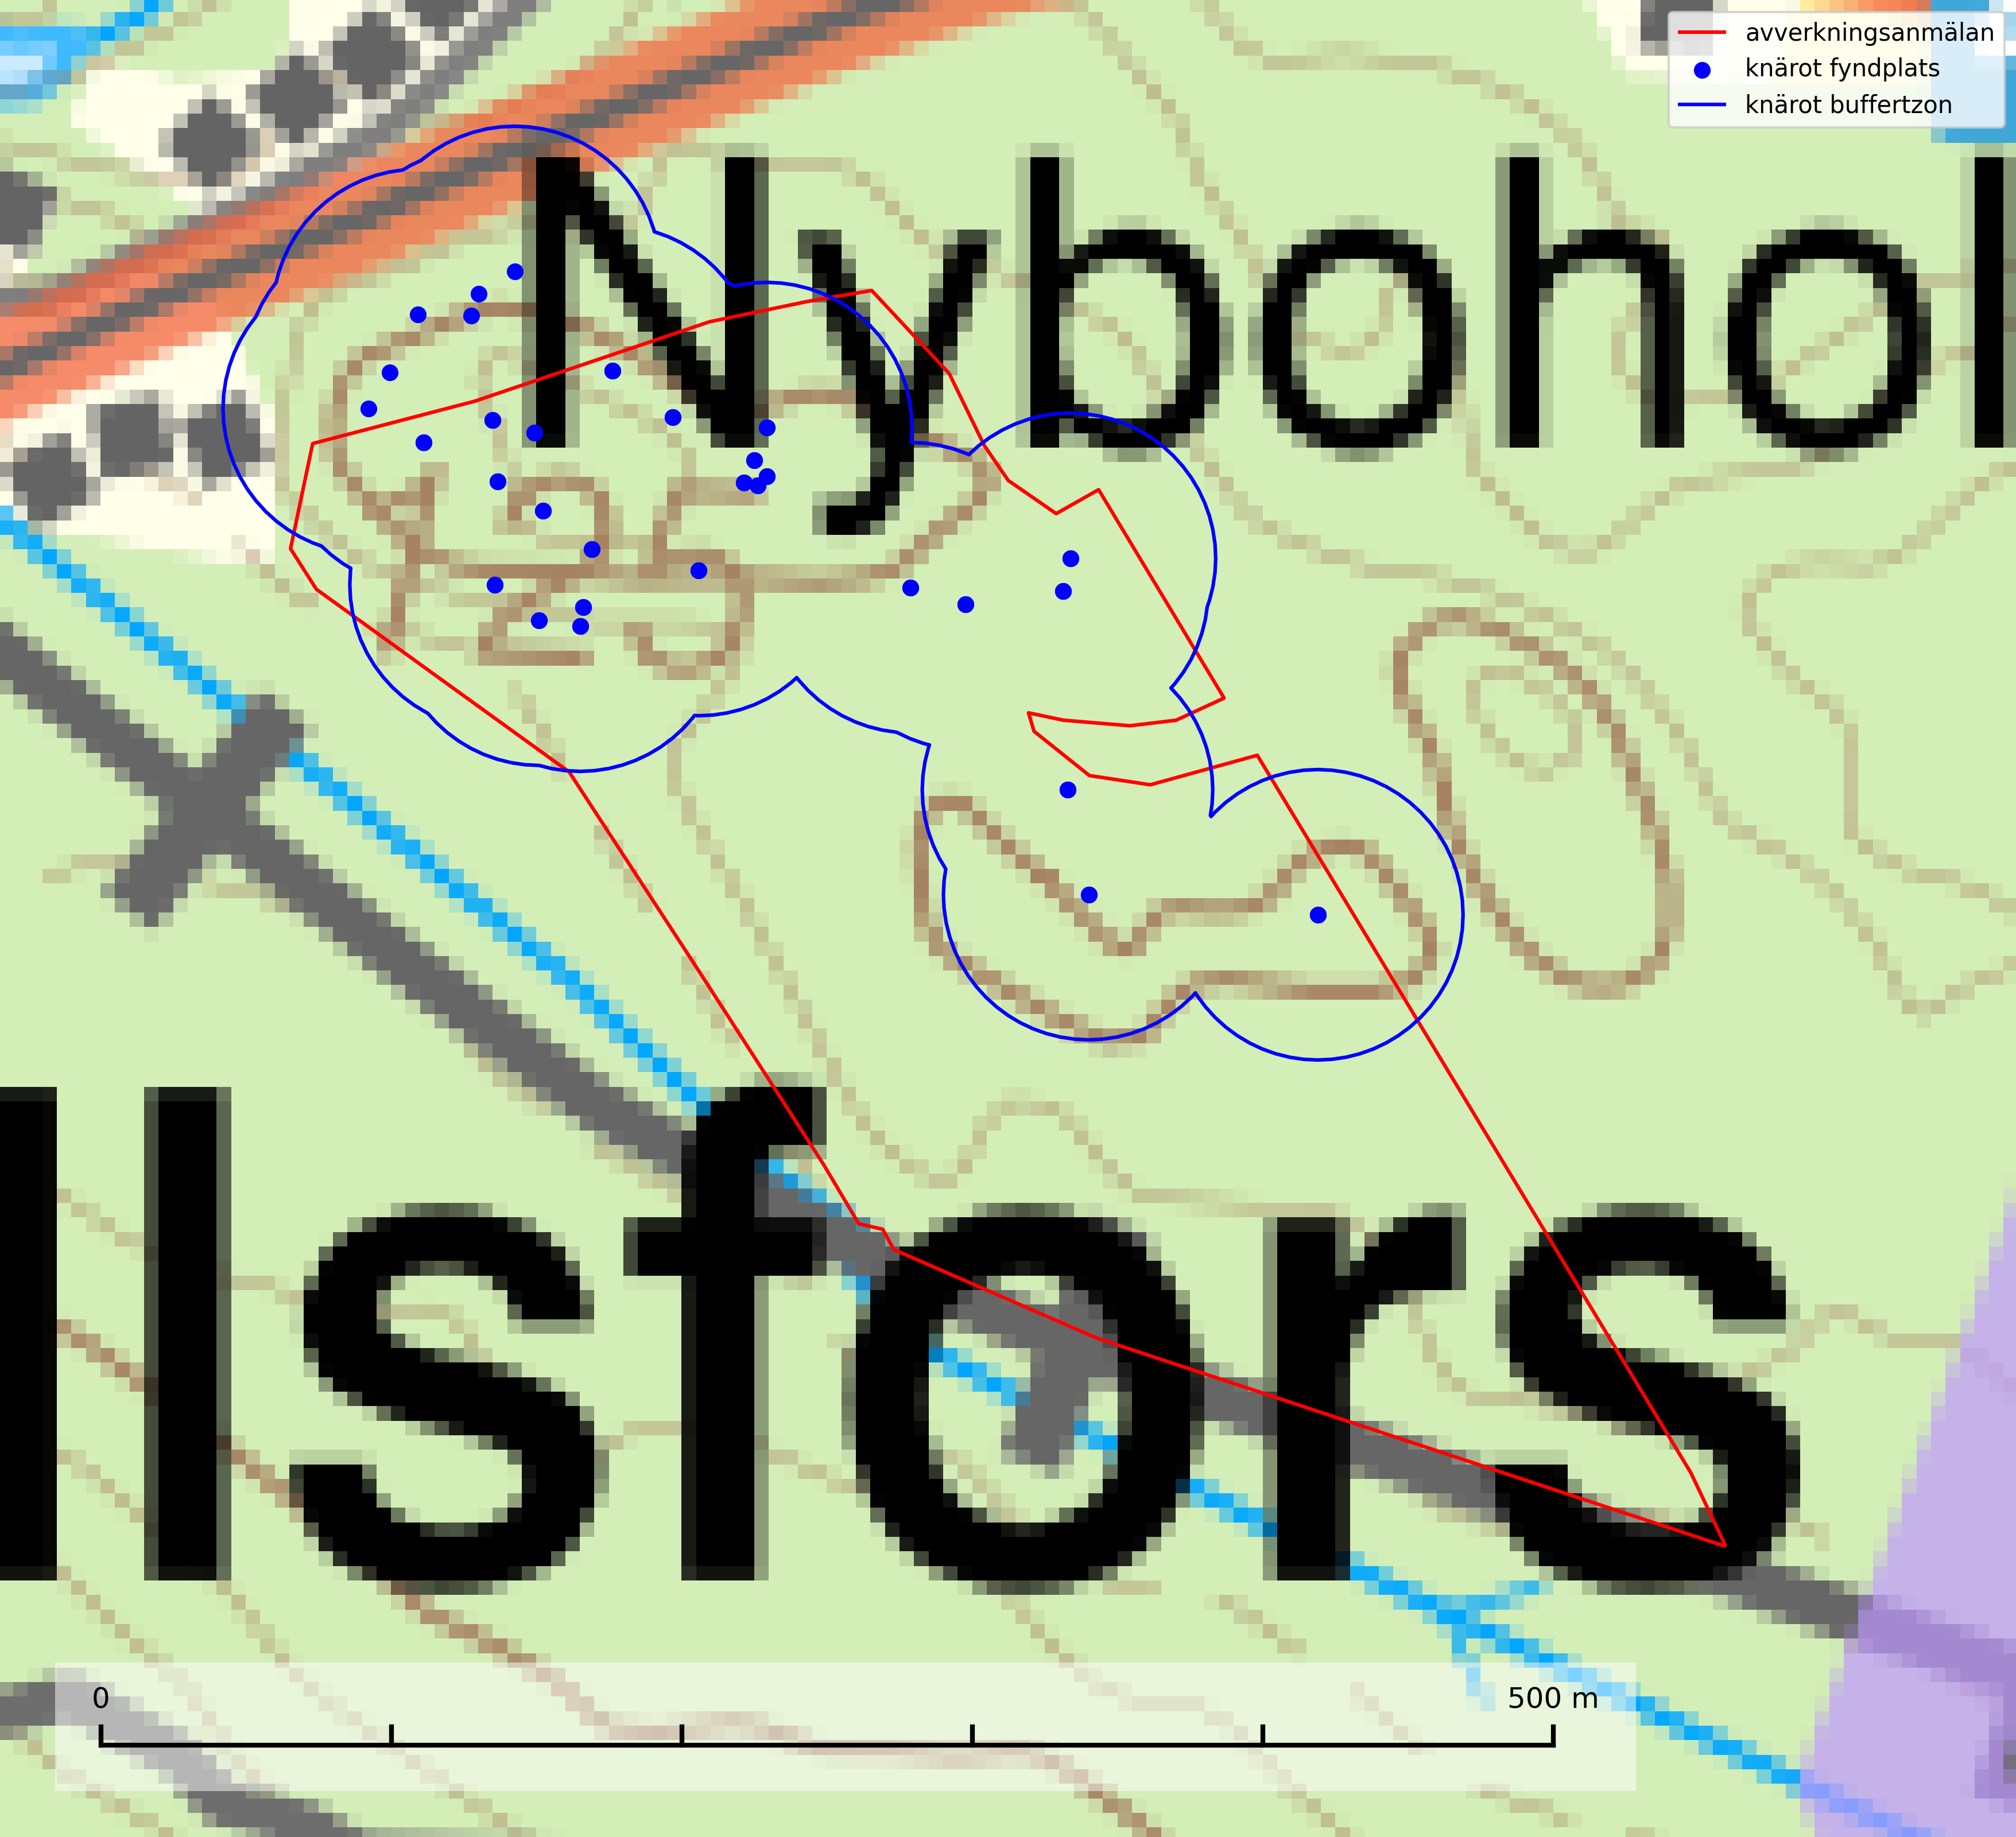 avverkningsanmälan
knärot fyndplats
knärot buffertzon
Nybohol
llsfors
0 500 m